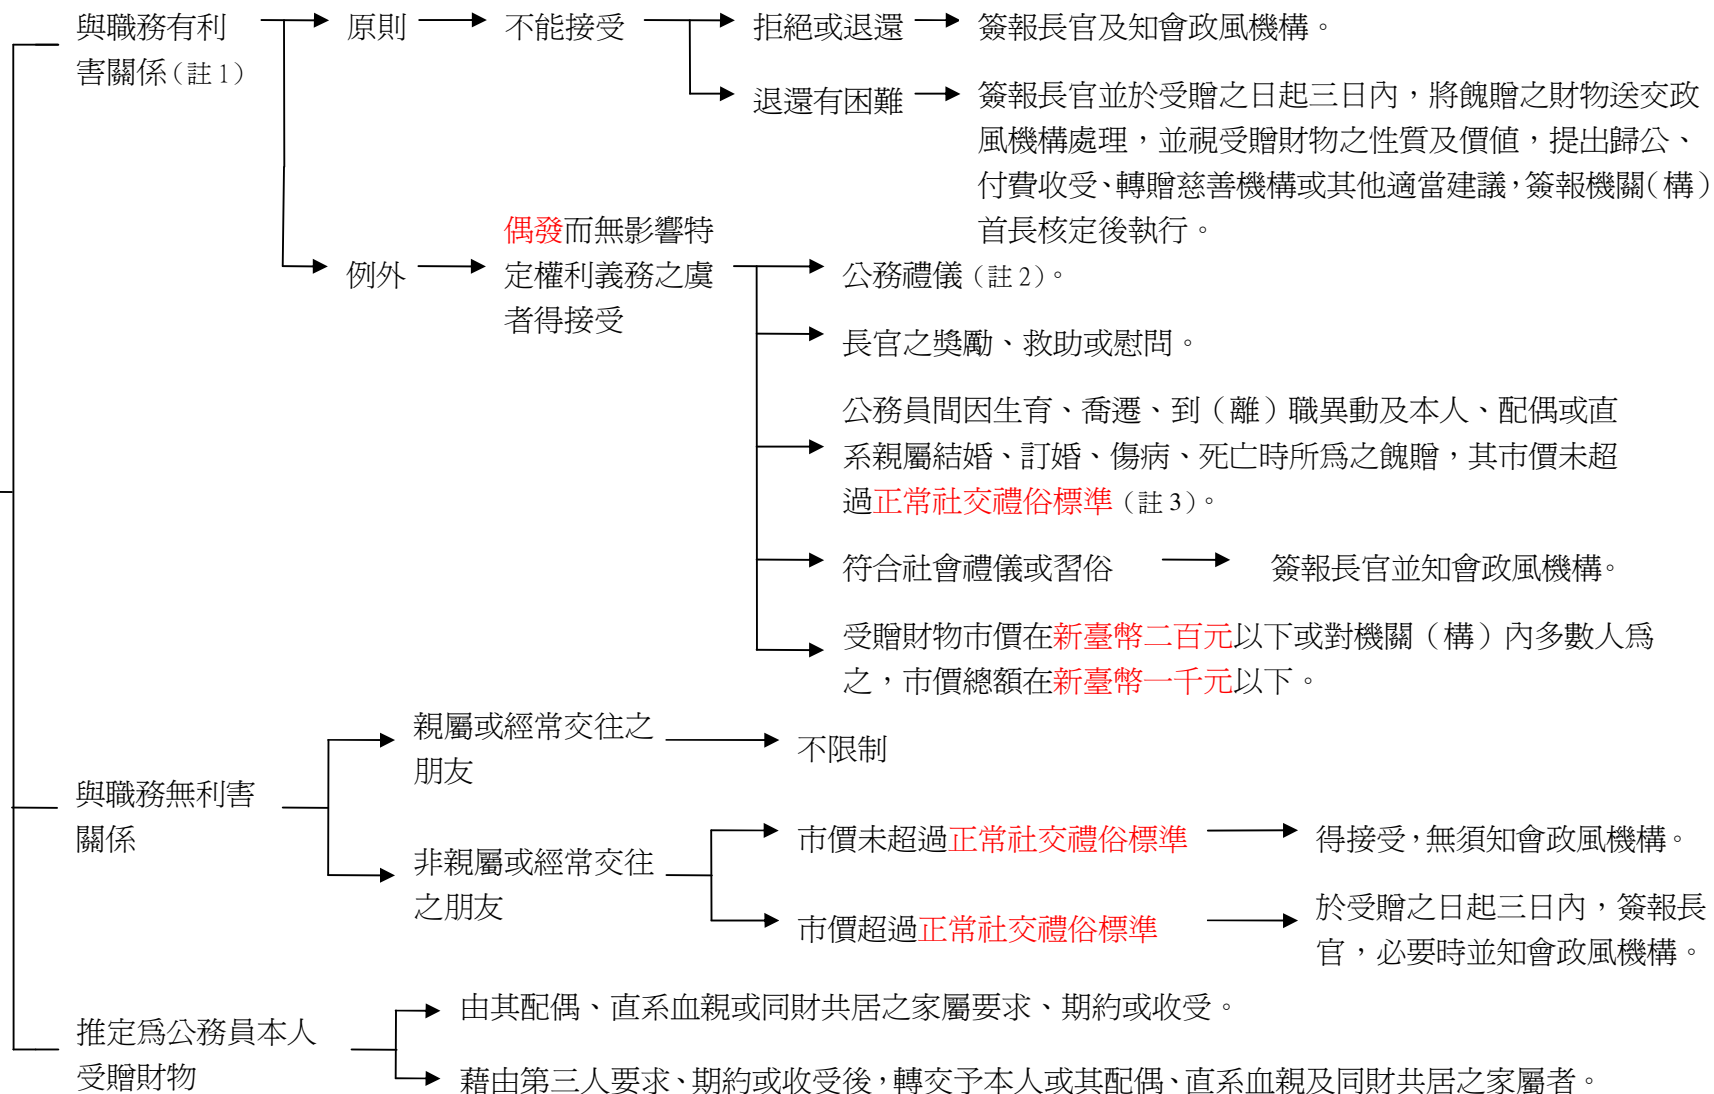 與職務有利
害關係（註 1）
原則
不能接受
拒絕或退還
簽報長官及知會政風機構。
退還有困難
簽報長官並於受贈之日起三日內，將餽贈之財物送交政
風機構處理，並視受贈財物之性質及價值，提出歸公、
付費收受、轉贈慈善機構或其他適當建議，簽報機關（構）
首長核定後執行。
例外
偶發而無影響特
定權利義務之虞
者得接受
公務禮儀（註 2）。
長官之獎勵、救助或慰問。
公務員間因生育、喬遷、到（離）職異動及本人、配偶或直
系親屬結婚、訂婚、傷病、死亡時所為之餽贈，其市價未超
過正常社交禮俗標準（註 3）。
符合社會禮儀或習俗
簽報長官並知會政風機構。
受贈財物市價在新臺幣二百元以下或對機關（構）內多數人為
之，市價總額在新臺幣一千元以下。
與職務無利害
關係
親屬或經常交往之
朋友
不限制
非親屬或經常交往
之朋友
市價未超過正常社交禮俗標準
得接受，無須知會政風機構。
市價超過正常社交禮俗標準
於受贈之日起三日內，簽報長
官，必要時並知會政風機構。
推定為公務員本人
受贈財物
由其配偶、直系血親或同財共居之家屬要求、期約或收受。
藉由第三人要求、期約或收受後，轉交予本人或其配偶、直系血親及同財共居之家屬者。